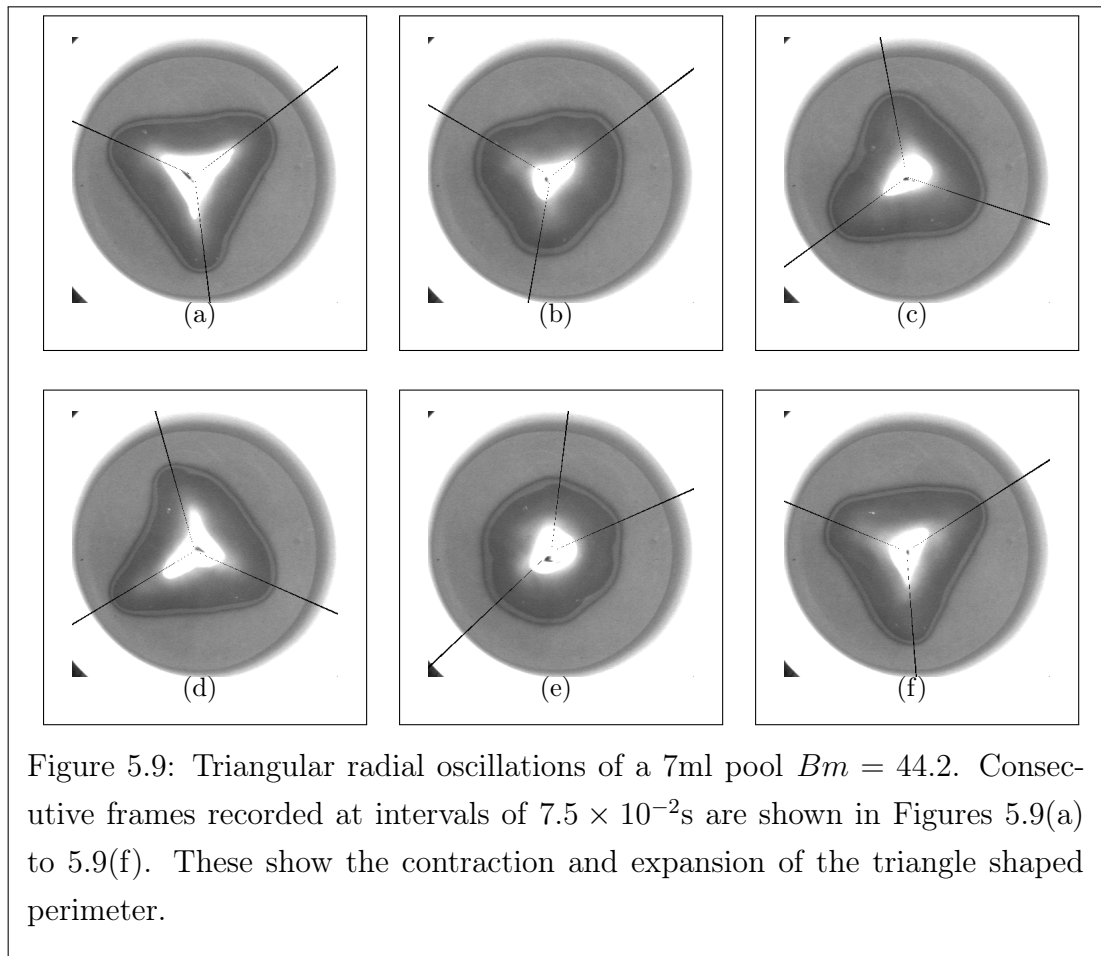 (a)
(b)
(c)
(d)
(e)
(f)
Figure 5.9: Triangular radial oscillations of a 7ml pool Bm = 44.2. Consec-
utive frames recorded at intervals of 7.5 × 10⁻²s are shown in Figures 5.9(a)
to 5.9(f). These show the contraction and expansion of the triangle shaped
perimeter.